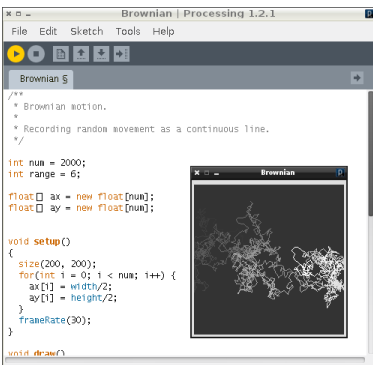 Brownian | Processing 1.2.1
File Edit Sketch Tools Help
Brownian §
/**
 * Brownian motion.
 *
 * Recording random movement as a continuous line.
 */
int num = 2000;
int range = 6;
float[] ax = new float[num];
float[] ay = new float[num];
Brownian
void setup()
{
  size(200, 200);
  for(int i = 0; i < num; i++) {
    ax[i] = width/2;
    ay[i] = height/2;
  }
  frameRate(30);
}
void draw()